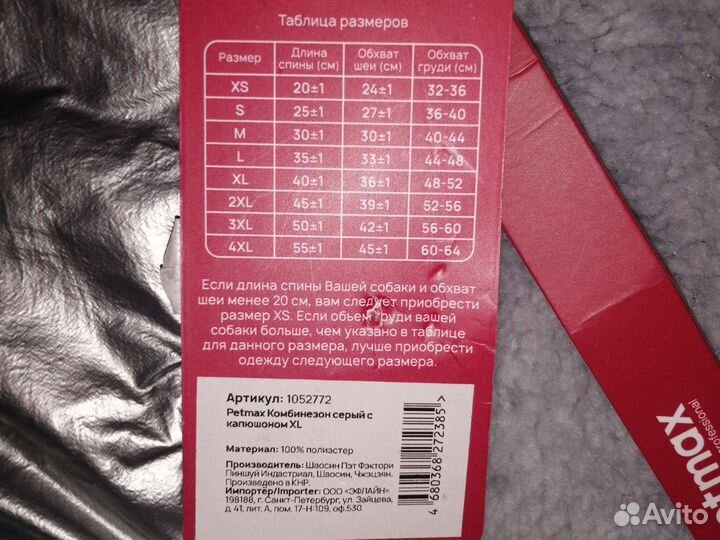 Таблица размеров
Размер Длина спины (см) Обхват шеи (см) Обхват груди (см)
XS 20±1 24±1 32-36
S 25±1 27±1 36-40
M 30±1 30±1 40-44
L 35±1 33±1 44-48
XL 40±1 36±1 48-52
2XL 45±1 39±1 52-56
3XL 50±1 42±1 56-60
4XL 55±1 45±1 60-64
Если длина спины Вашей собаки и обхват
шеи менее 20 см, вам следует приобрести
размер XS. Если объем груди вашей
собаки больше, чем указано в таблице
для данного размера, лучше приобрести
одежду следующего размера.
Артикул: 1052772
Petmax Комбинезон серый с
капюшоном XL
Материал: 100% полиэстер
Производитель: Шаосин Пэт Фэктори
Пиншуй Индастриал, Шаосин, Чжэцзян.
Произведено в КНР.
Импортёр/Importer: ООО «ЭФЛАЙН»
198188, г. Санкт-Петербург, ул. Зайцева,
д. 41, лит. А, пом. 17-Н:109, оф.530
4 680368 272385 >
tmax
professional
Avito